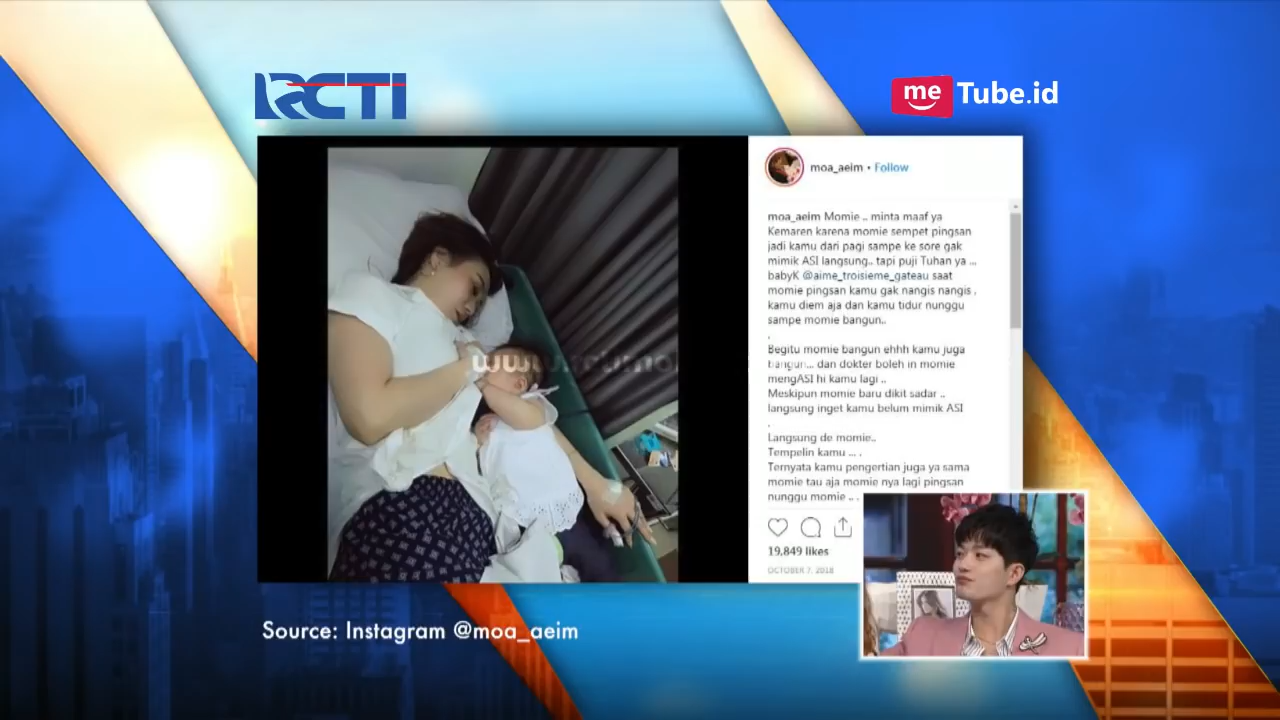 RCTI
me Tube.id
moa_aeim • Follow
moa_aeim Momie .. minta maaf ya
Kemaren karena momie sempet pingsan
jadi kamu dari pagi sampe ke sore gak
mimik ASI langsung.. tapi puji Tuhan ya ...
babyK @aime_troisieme_gateau saat
momie pingsan kamu gak nangis nangis .
kamu diem aja dan kamu tidur nunggu
sampe momie bangun..
.
Begitu momie bangun ehhh kamu juga
bangun... dan dokter boleh in momie
mengASI hi kamu lagi ..
Meskipun momie baru dikit sadar ..
langsung inget kamu belum mimik ASI
.
Langsung de momie..
Tempelin kamu ... .
Ternyata kamu pengertian juga ya sama
momie tau aja momie nya lagi pingsan
nunggu momie .. .
19,849 likes
OCTOBER 7, 2018
Source: Instagram @moa_aeim